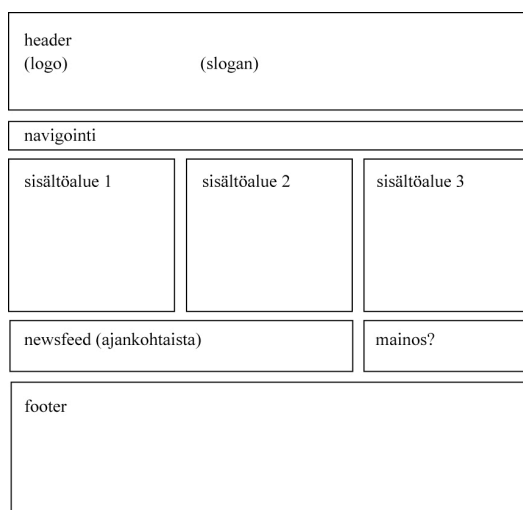 header
(logo) (slogan)
navigointi
sisältöalue 1 sisältöalue 2 sisältöalue 3
newsfeed (ajankohtaista) mainos?
footer